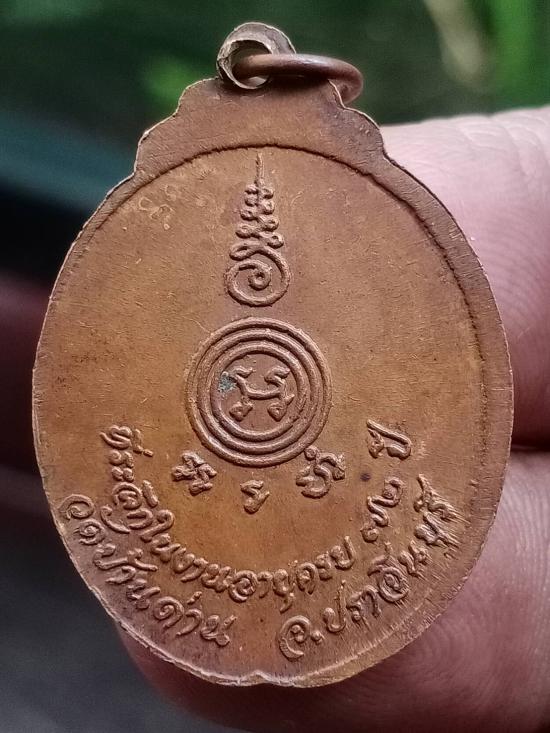 ที่ระลึกในงานอายุครบ ๗๒ ปี
วัดบ้านด่าน จ.ปราจีนบุรี